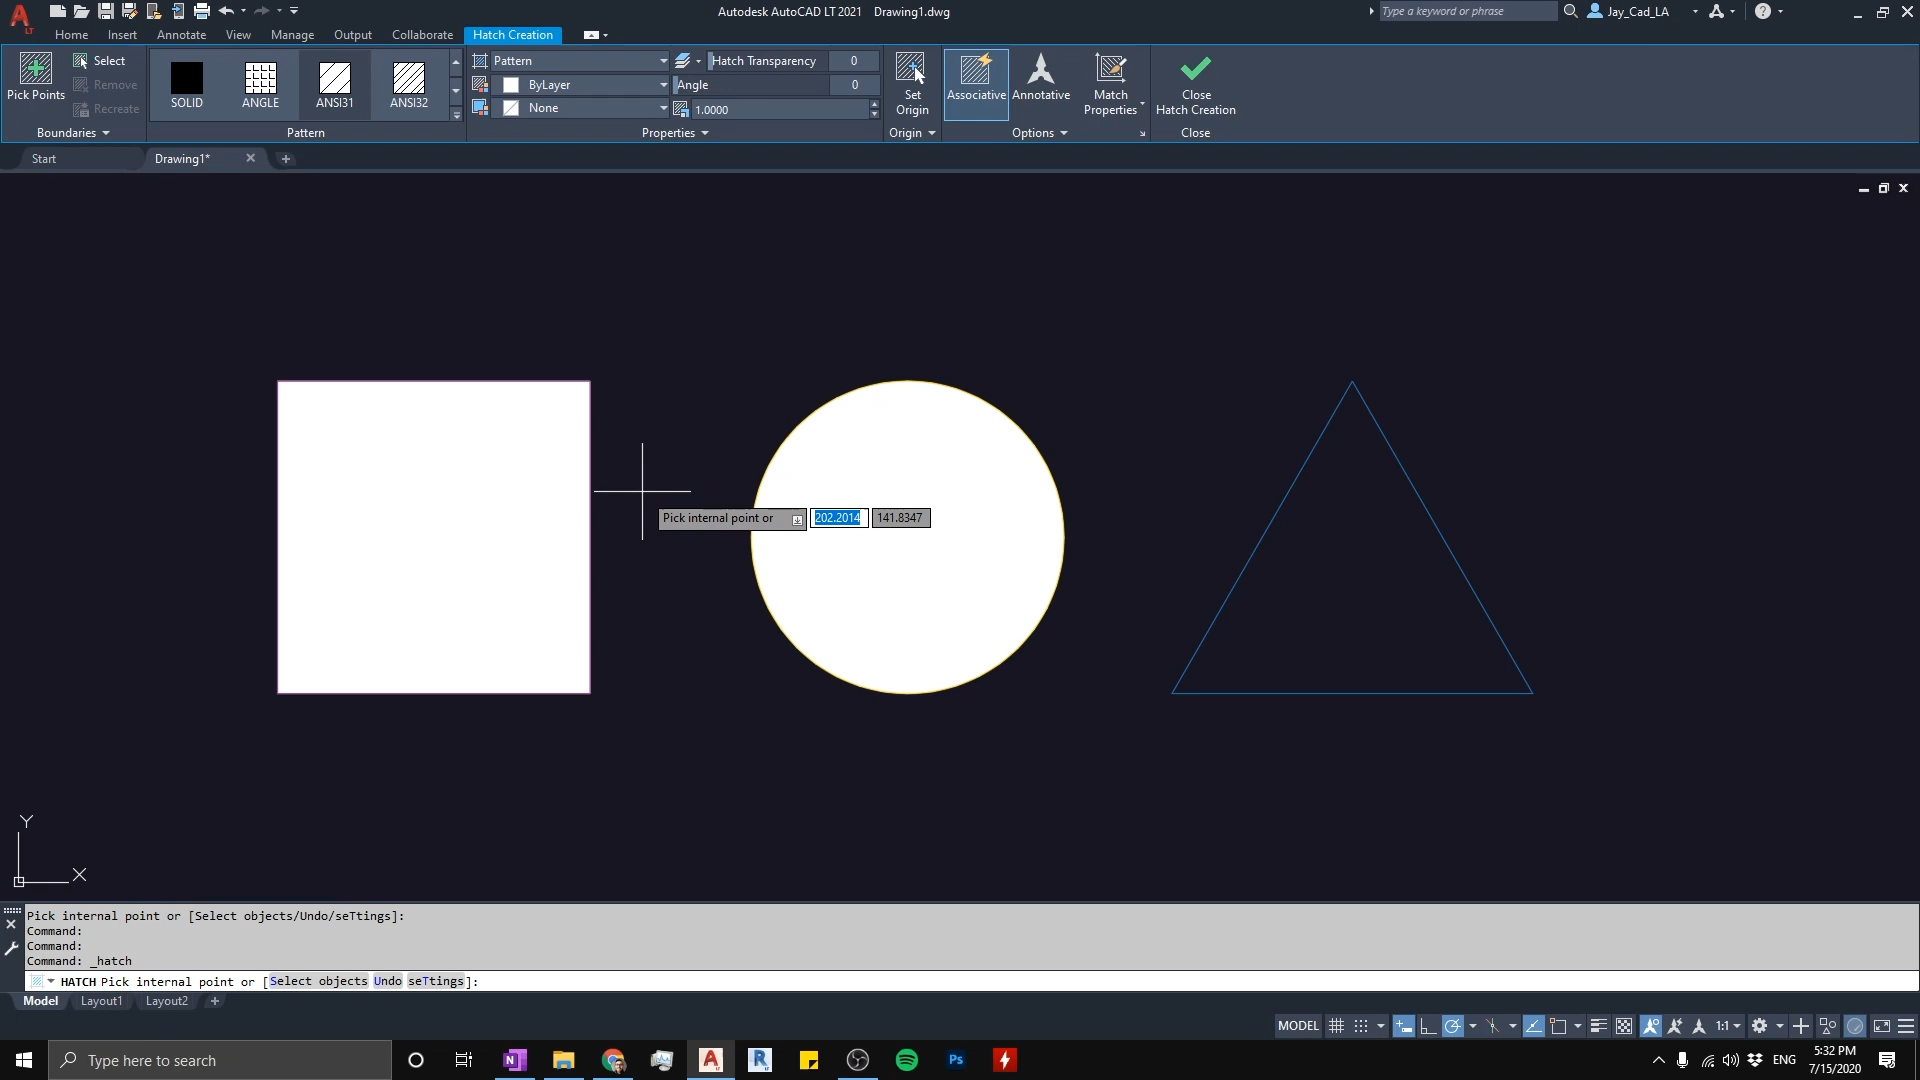 Autodesk AutoCAD LT 2021 Drawing1.dwg
Type a keyword or phrase
Jay_Cad_LA
LT
Home Insert Annotate View Manage Output Collaborate Hatch Creation
Pick Points
Select
Remove
Recreate
Boundaries
SOLID
ANGLE
ANSI31
ANSI32
Pattern
Pattern
ByLayer
None
Hatch Transparency 0
Angle 0
1.0000
Properties
Set
Origin
Origin
Associative
Annotative
Match
Properties
Options
Close
Hatch Creation
Close
Start
Drawing1*
Pick internal point or 202.2014 141.8347
Y
X
Pick internal point or [Select objects/Undo/seTtings]:
Command:
Command:
Command: _hatch
HATCH Pick internal point or [Select objects Undo seTtings]:
Model Layout1 Layout2
MODEL 1:1
Type here to search
N
A
LT
R
Ps
ENG
5:32 PM
7/15/2020